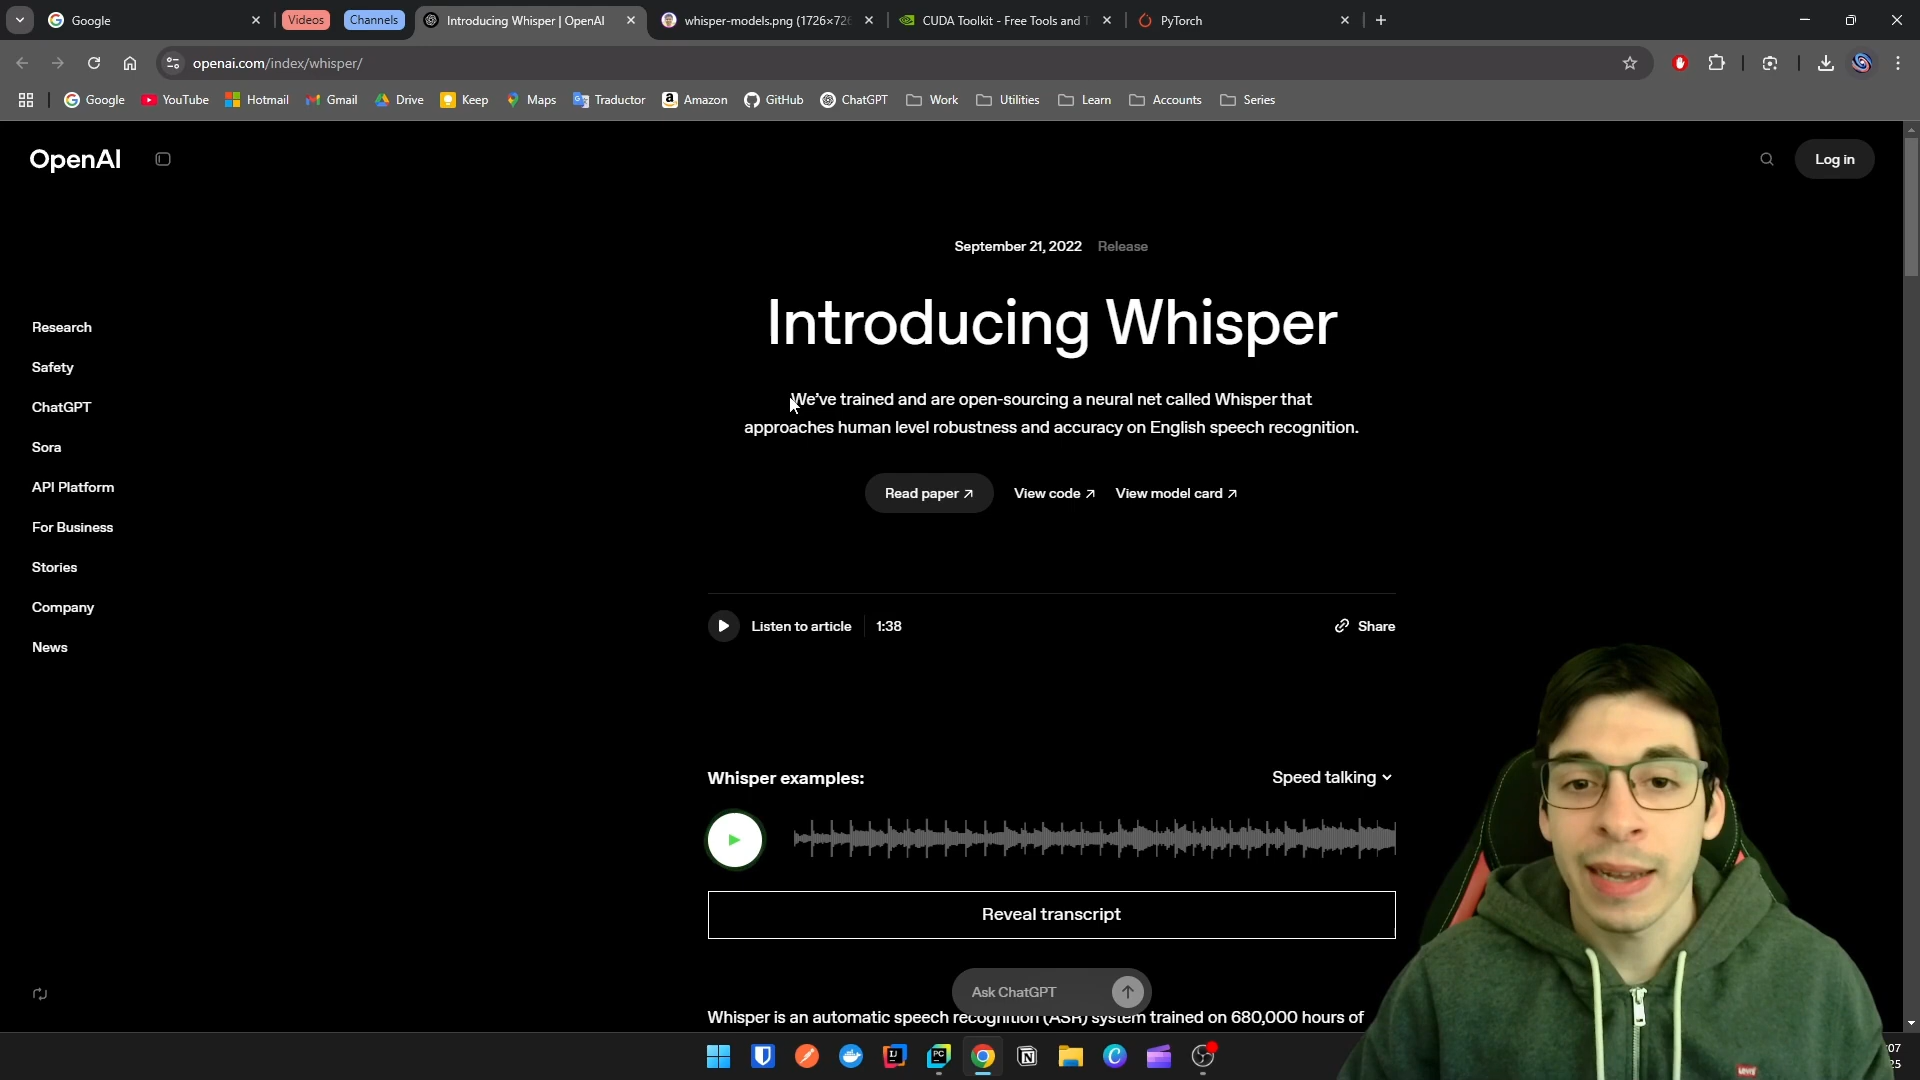 Google
Videos
Channels
Introducing Whisper | OpenAI
whisper-models.png (1726×726
CUDA Toolkit - Free Tools and T
PyTorch
openai.com/index/whisper/
Google
YouTube
Hotmail
Gmail
Drive
Keep
Maps
Traductor
Amazon
GitHub
ChatGPT
Work
Utilities
Learn
Accounts
Series
OpenAI
Log in
September 21, 2022 Release
Introducing Whisper
We've trained and are open-sourcing a neural net called Whisper that
approaches human level robustness and accuracy on English speech recognition.
Read paper ↗
View code ↗
View model card ↗
Research
Safety
ChatGPT
Sora
API Platform
For Business
Stories
Company
News
Listen to article
1:38
Share
Whisper examples:
Speed talking
Reveal transcript
Ask ChatGPT
Whisper is an automatic speech recognition (ASR) system trained on 680,000 hours of
PC
:07
25